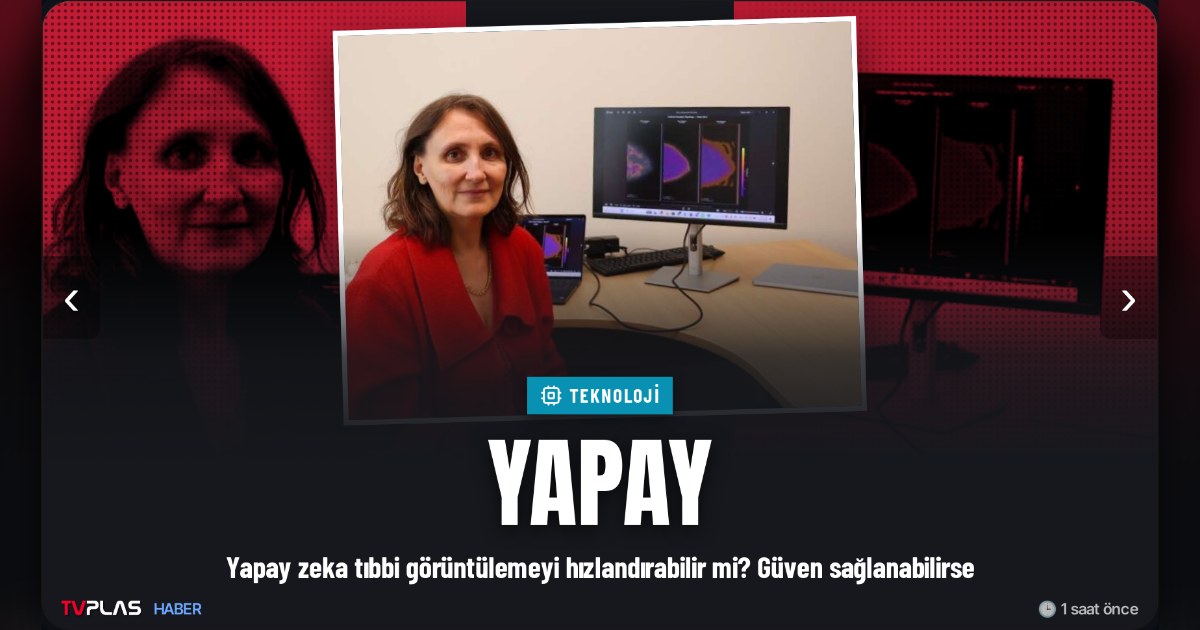 TEKNOLOJİ
YAPAY
Yapay zeka tıbbi görüntülemeyi hızlandırabilir mi? Güven sağlanabilirse
TVPLAS HABER
1 saat önce